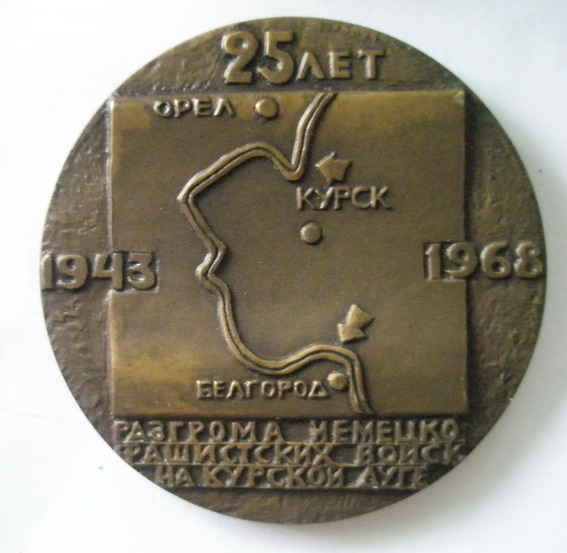 25 ЛЕТ
ОРЕЛ
КУРСК
1943
1968
БЕЛГОРОД
РАЗГРОМА НЕМЕЦКО
ФАШИСТСКИХ ВОЙСК
НА КУРСКОЙ ДУГЕ